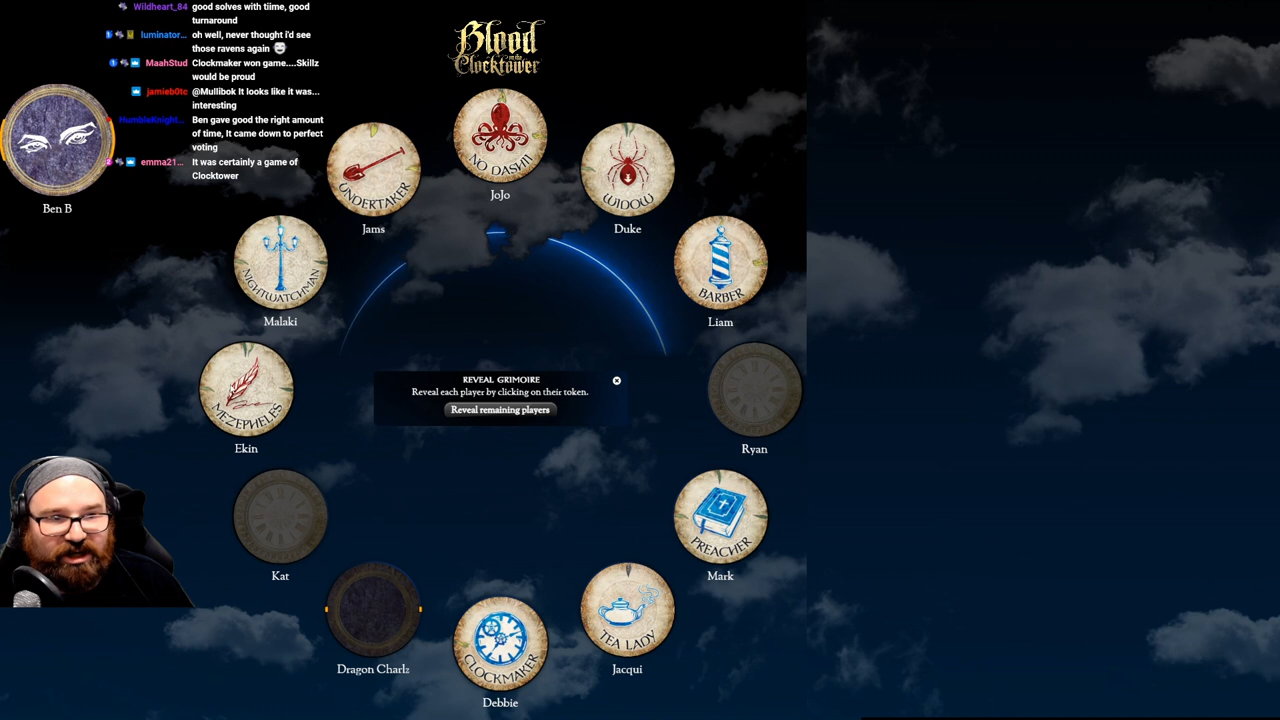 Wildheart_84 good solves with tiime, good
turnaround
luminator... oh well, never thought i'd see
those ravens again
MaahStud Clockmaker won game....Skillz
would be proud
jamieb0tc @Mullibok It looks like it was...
interesting
HumbleKnight... Ben gave good the right amount
of time, It came down to perfect
voting
emma21... It was certainly a game of
Clocktower
Ben B
Blood
on the
Clocktower
NO DASHII
JoJo
UNDERTAKER
Jams
WIDOW
Duke
NIGHTWATCHMAN
Malaki
BARBER
Liam
MEZEPHELES
Ekin
REVEAL GRIMOIRE
Reveal each player by clicking on their token.
Reveal remaining players
Ryan
Kat
PREACHER
Mark
Dragon Charlz
CLOCKMAKER
Debbie
TEA LADY
Jacqui